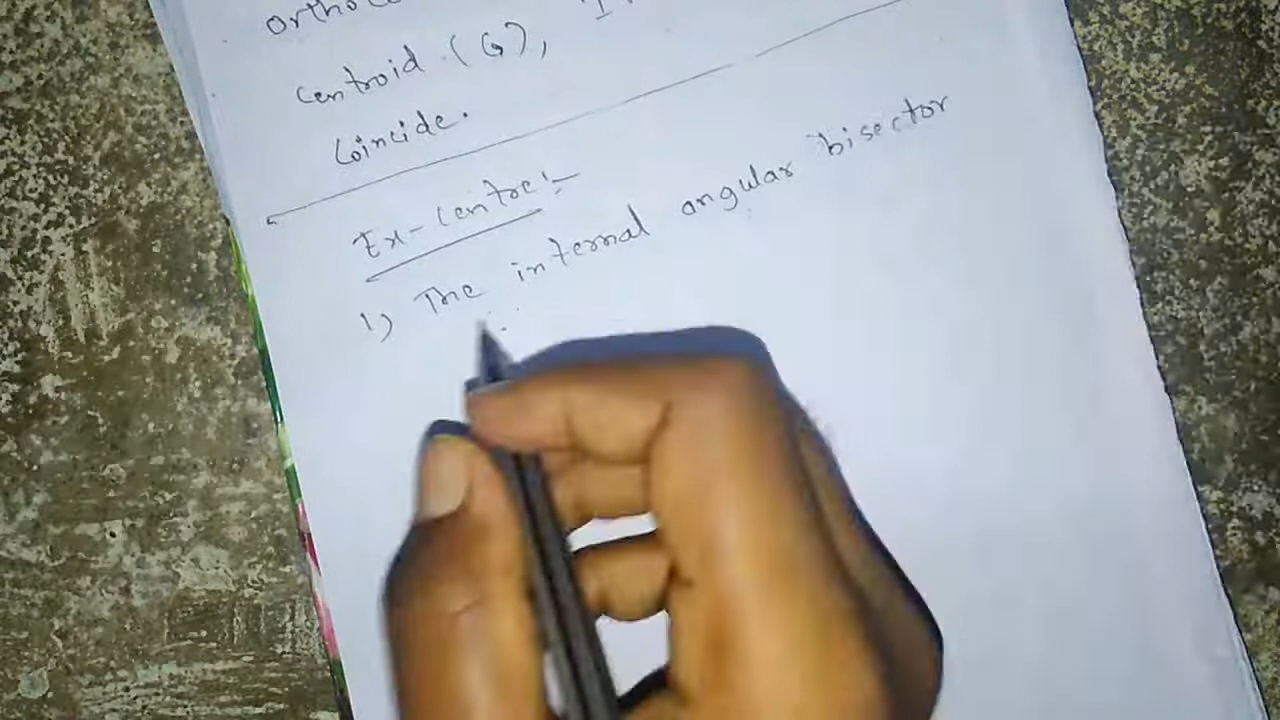 Centroid (G),
Coincide.
Ex-Centre:-
1) The internal angular bisector